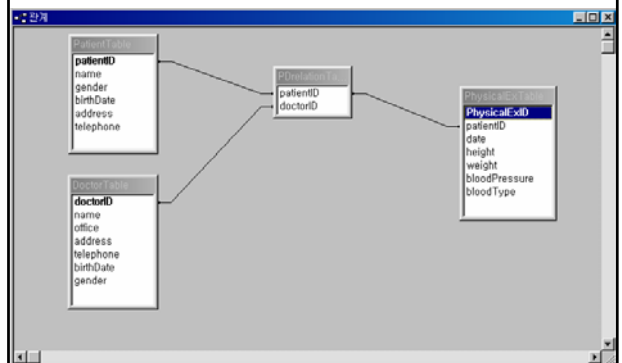 관계
PatientTable
patientID
name
gender
birthDate
address
telephone
PDrelationTa...
patientID
doctorID
PhysicalExTable
PhysicalExID
patientID
date
height
weight
bloodPressure
bloodType
DoctorTable
doctorID
name
office
address
telephone
birthDate
gender